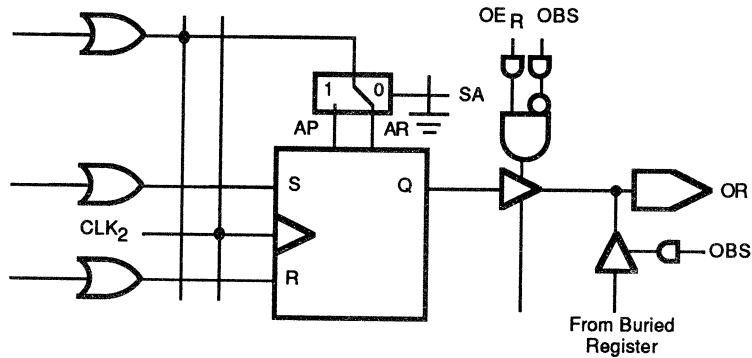 OE R OBS
1 0
SA
AP AR
S Q
OR
CLK2
OBS
R
From Buried
Register